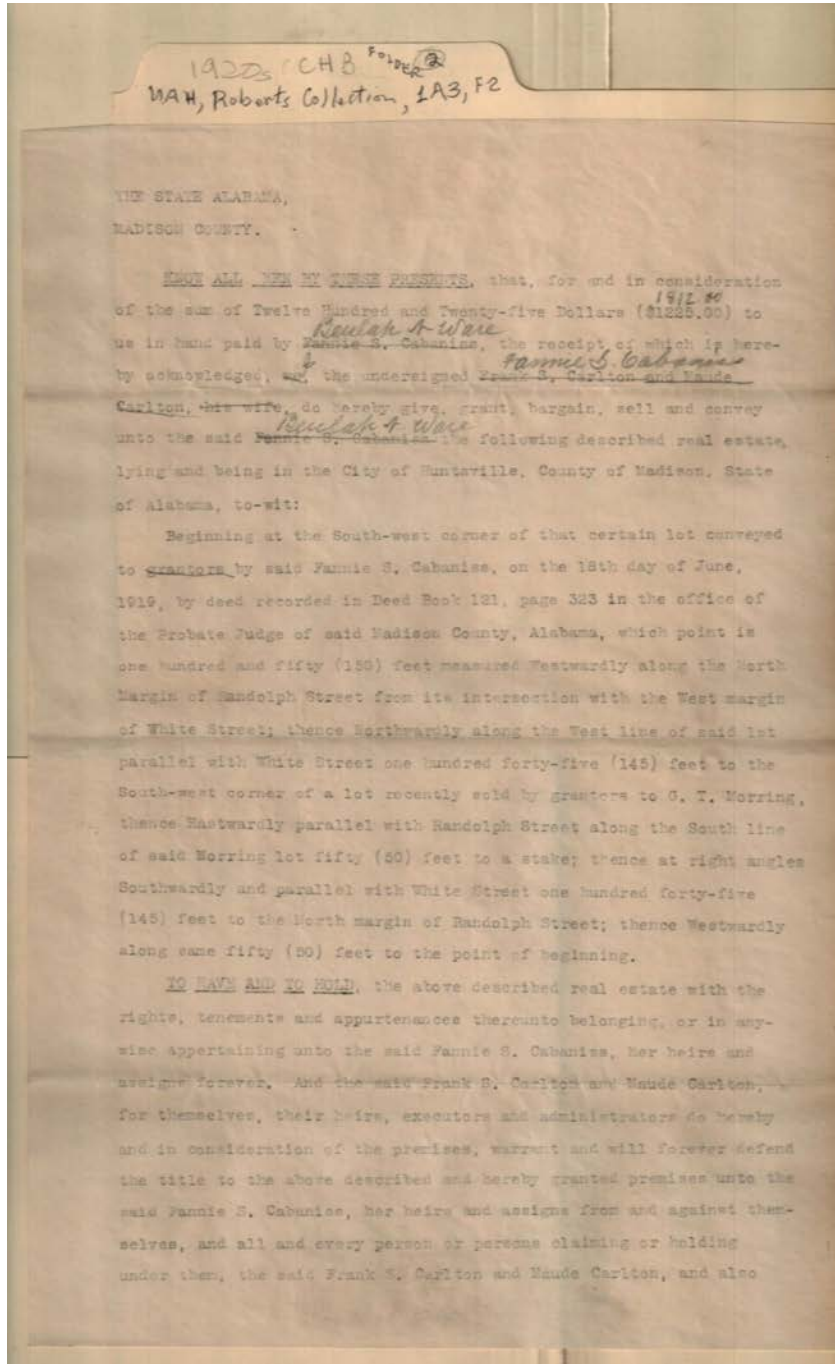 1920s CHB FOLDER 2
UAH, Roberts Collection, 1A3, F2
THE STATE ALABAMA,
MADISON COUNTY.
KNOW ALL MEN BY THESE PRESENTS, that, for and in consideration
1812 00
of the sum of Twelve Hundred and Twenty-five Dollars ($1225.00) to
Beulah A Ware
us in hand paid by Fannie S. Cabaniss, the receipt of which is here-
Fannie S. Cabaniss
by acknowledged, the undersigned Frank S. Carlton and Maude
Carlton, his wife, do hereby give, grant, bargain, sell and convey
Beulah A Ware
unto the said Fannie S. Cabaniss the following described real estate,
lying and being in the City of Huntsville, County of Madison, State
of Alabama, to-wit:
Beginning at the South-west corner of that certain lot conveyed
to grantors by said Fannie S. Cabaniss, on the 18th day of June,
1919, by deed recorded in Deed Book 121, page 323 in the office of
the Probate Judge of said Madison County, Alabama, which point is
one hundred and fifty (150) feet measured Westwardly along the North
Margin of Randolph Street from its intersection with the West margin
of White Street; thence Northwardly along the West line of said lot
parallel with White Street one hundred forty-five (145) feet to the
South-west corner of a lot recently sold by grantors to G. T. Morring,
thence Eastwardly parallel with Randolph Street along the South line
of said Morring lot fifty (50) feet to a stake; thence at right angles
Southwardly and parallel with White Street one hundred forty-five
(145) feet to the North margin of Randolph Street; thence Westwardly
along same fifty (50) feet to the point of beginning.
TO HAVE AND TO HOLD, the above described real estate with the
rights, tenements and appurtenances thereunto belonging, or in any-
wise appertaining unto the said Fannie S. Cabaniss, her heirs and
assigns forever. And the said Frank S. Carlton and Maude Carlton,
for themselves, their heirs, executors and administrators do hereby
and in consideration of the premises, warrant and will forever defend
the title to the above described and hereby granted premises unto the
said Fannie S. Cabaniss, her heirs and assigns from and against them-
selves, and all and every person or persons claiming or holding
under them, the said Frank S. Carlton and Maude Carlton, and also